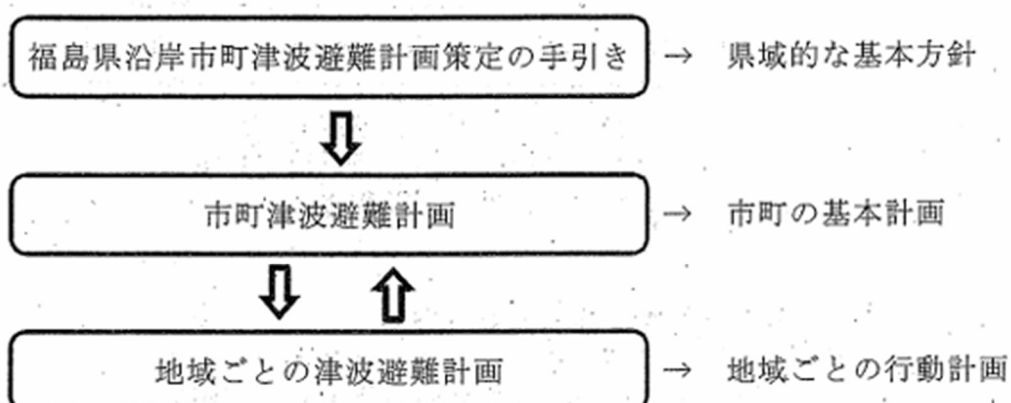 福島県沿岸市町津波避難計画策定の手引き → 県域的な基本方針
市町津波避難計画 → 市町の基本計画
地域ごとの津波避難計画 → 地域ごとの行動計画